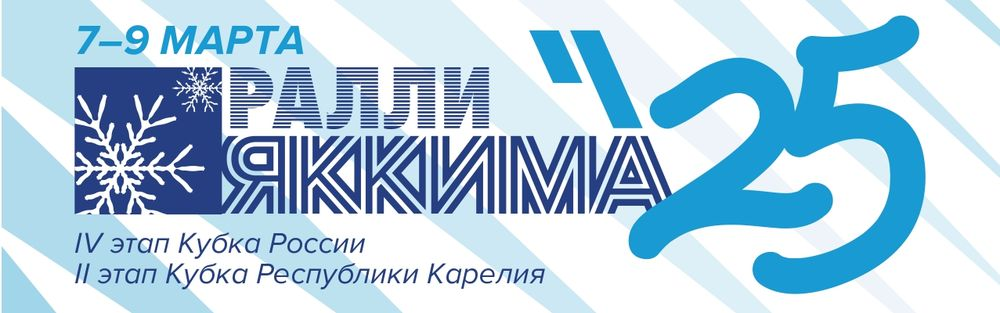 7–9 МАРТА
РАЛЛИ
ЯККИМА '25
IV этап Кубка России
II этап Кубка Республики Карелия